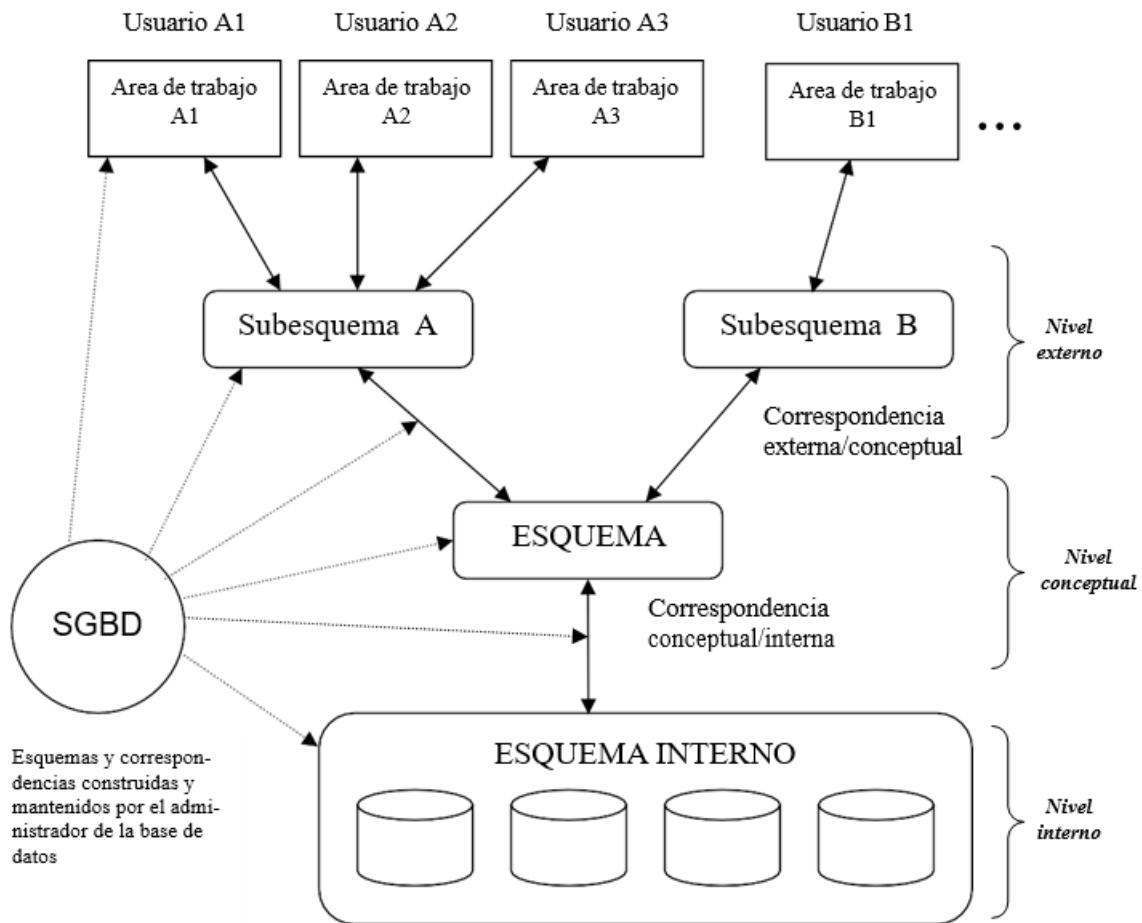 Usuario A1
Usuario A2
Usuario A3
Usuario B1
Area de trabajo
A1
Area de trabajo
A2
Area de trabajo
A3
Area de trabajo
B1
...
Subesquema A
Subesquema B
Nivel
externo
Correspondencia
externa/conceptual
ESQUEMA
Nivel
conceptual
SGBD
Correspondencia
conceptual/interna
Esquemas y correspon-
dencias construidas y
mantenidos por el admi-
nistrador de la base de
datos
ESQUEMA INTERNO
Nivel
interno